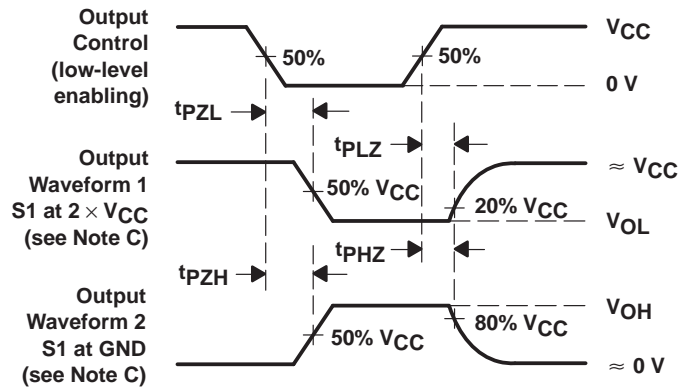 Output
Control
(low-level
enabling)
50%
50%
VCC
0 V
tPZL
tPLZ
Output
Waveform 1
S1 at 2 × VCC
(see Note C)
50% VCC
20% VCC
≈ VCC
VOL
tPZH
tPHZ
Output
Waveform 2
S1 at GND
(see Note C)
50% VCC
80% VCC
VOH
≈ 0 V